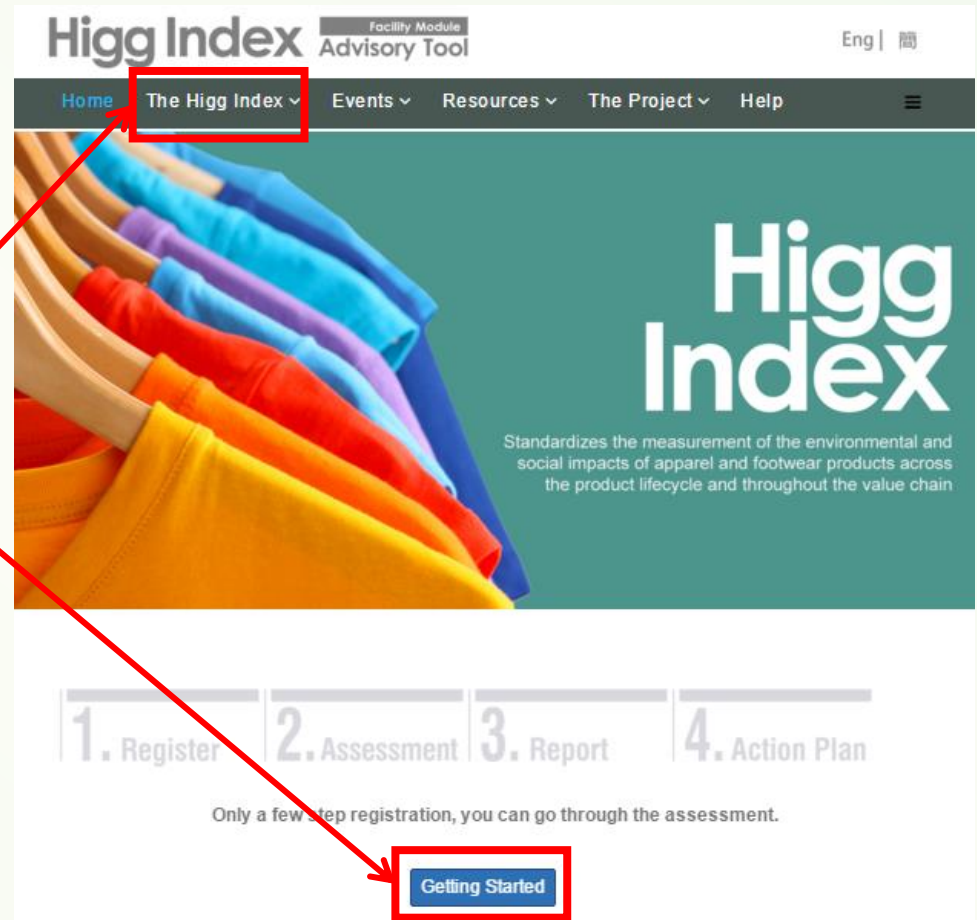 Higg Index Facility Module
Advisory Tool
Eng| 簡
Home The Higg Index Events Resources The Project Help
Higg
Index
Standardizes the measurement of the environmental and
social impacts of apparel and footwear products across
the product lifecycle and throughout the value chain
1. Register 2. Assessment 3. Report 4. Action Plan
Only a few step registration, you can go through the assessment.
Getting Started